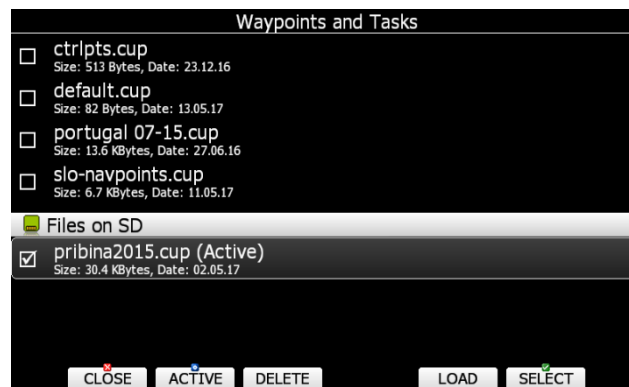 Waypoints and Tasks
ctrlpts.cup
Size: 513 Bytes, Date: 23.12.16
default.cup
Size: 82 Bytes, Date: 13.05.17
portugal 07-15.cup
Size: 13.6 KBytes, Date: 27.06.16
slo-navpoints.cup
Size: 6.7 KBytes, Date: 11.05.17
Files on SD
pribina2015.cup (Active)
Size: 30.4 KBytes, Date: 02.05.17
CLOSE ACTIVE DELETE LOAD SELECT